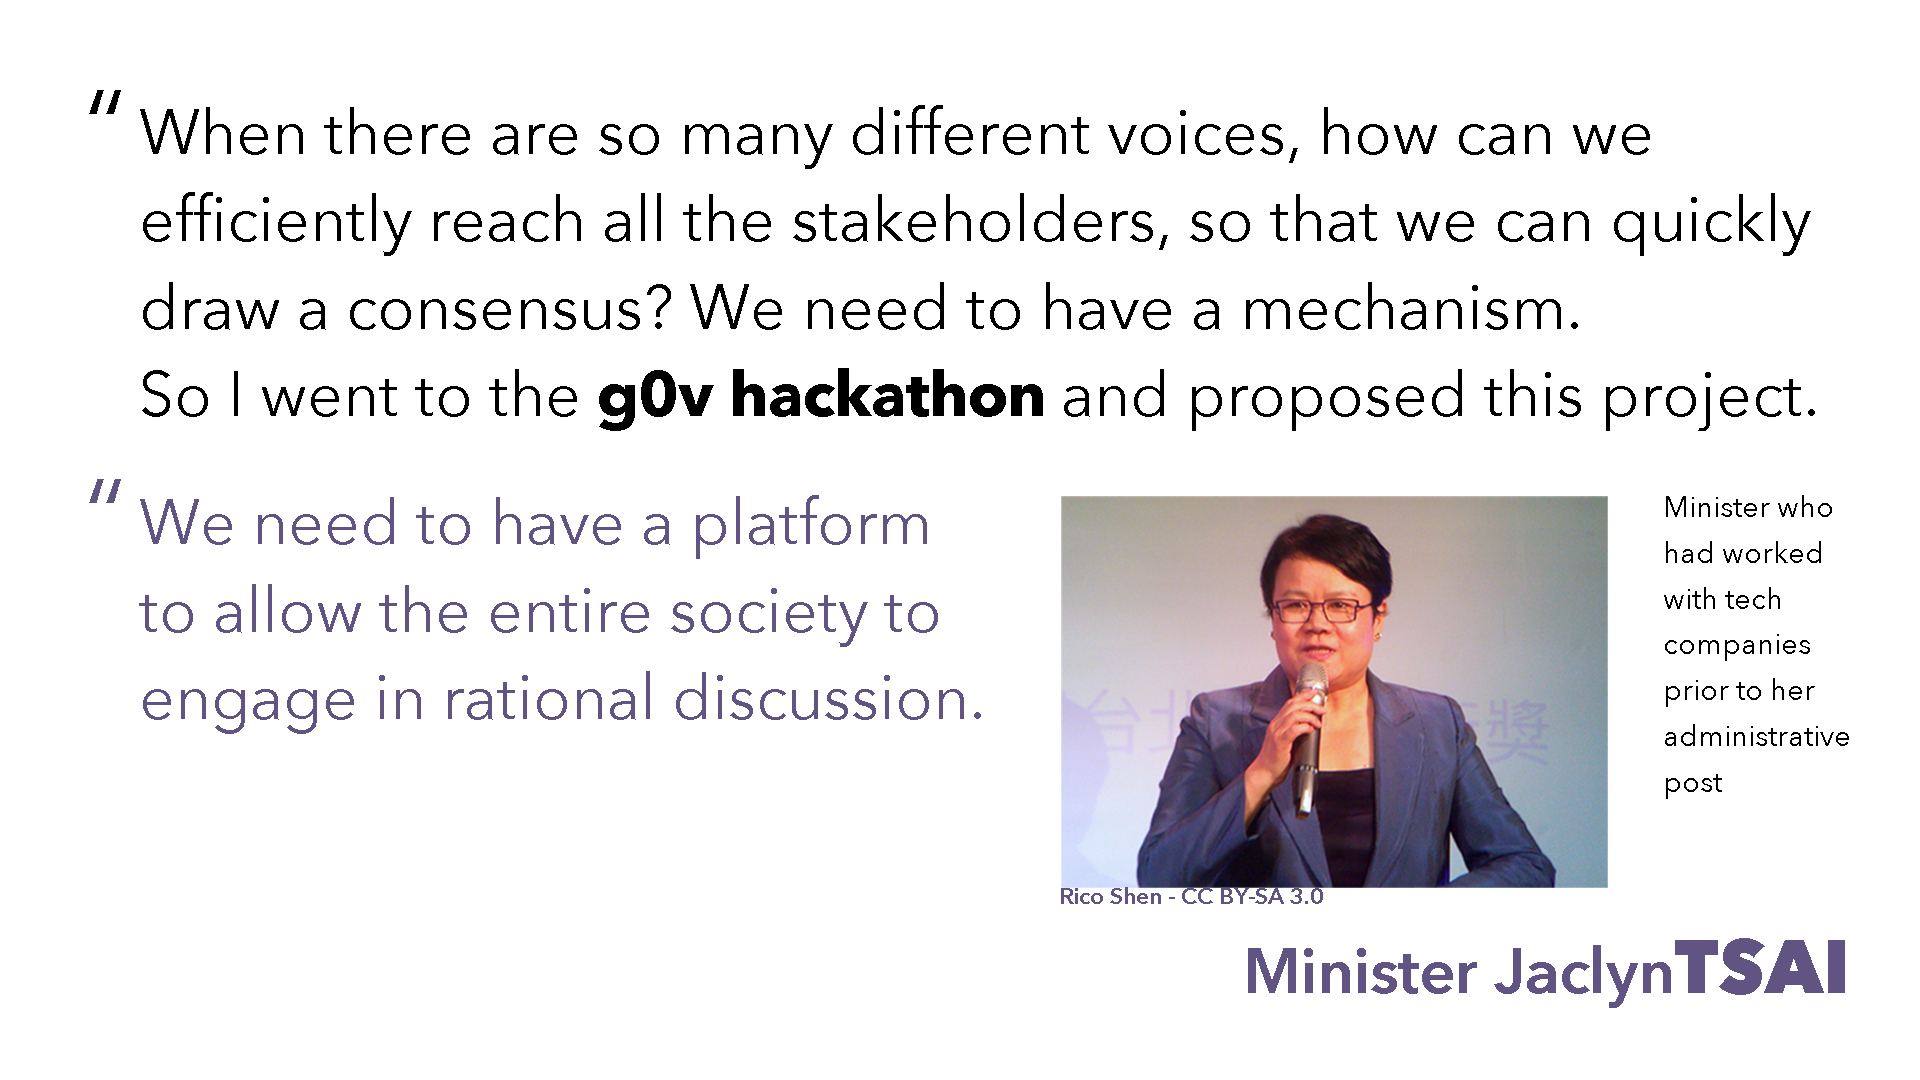 “ When there are so many different voices, how can we
efficiently reach all the stakeholders, so that we can quickly
draw a consensus? We need to have a mechanism.
So I went to the g0v hackathon and proposed this project.
“ We need to have a platform
to allow the entire society to
engage in rational discussion.
Minister who
had worked
with tech
companies
prior to her
administrative
post
台北
獎
Rico Shen - CC BY-SA 3.0
Minister Jaclyn TSAI